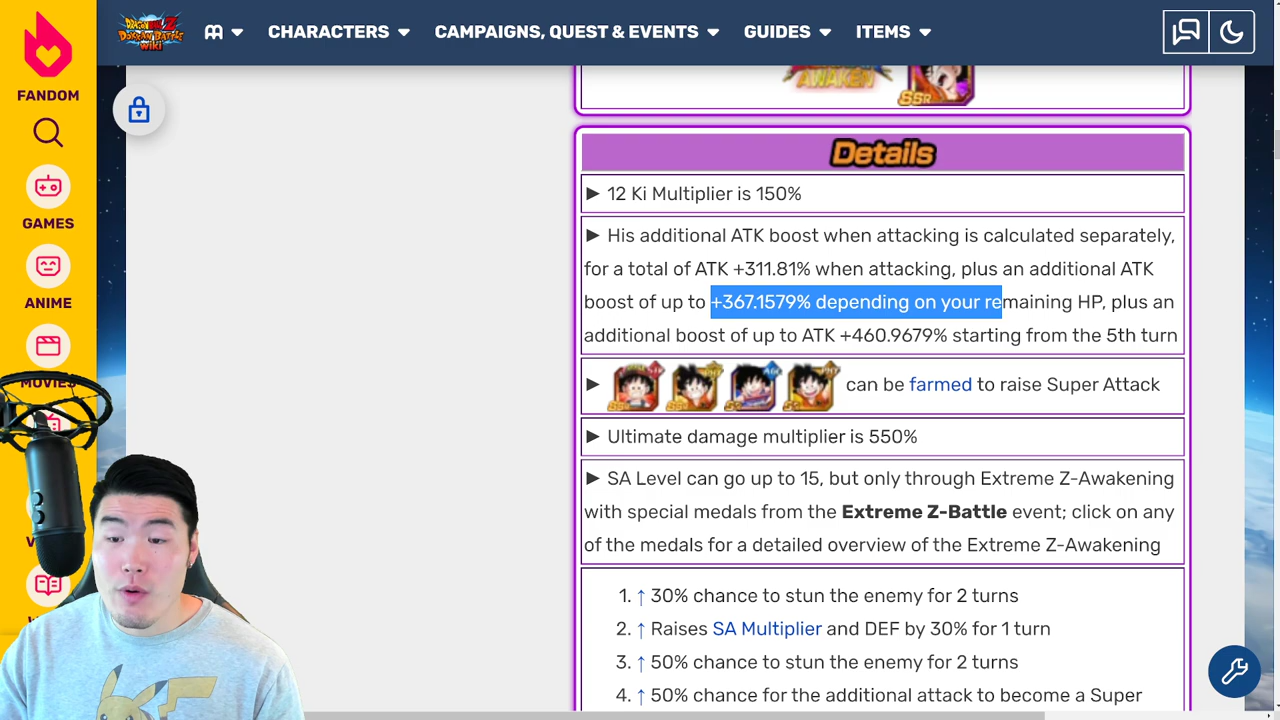 DRAGON BALL Z
DOKKAN BATTLE
WIKI
CHARACTERS
CAMPAIGNS, QUEST & EVENTS
GUIDES
ITEMS
FANDOM
GAMES
ANIME
MOVIES
AWAKEN
SSR
Details
► 12 Ki Multiplier is 150%
► His additional ATK boost when attacking is calculated separately,
for a total of ATK +311.81% when attacking, plus an additional ATK
boost of up to +367.1579% depending on your remaining HP, plus an
additional boost of up to ATK +460.9679% starting from the 5th turn
► can be farmed to raise Super Attack
► Ultimate damage multiplier is 550%
► SA Level can go up to 15, but only through Extreme Z-Awakening
with special medals from the Extreme Z-Battle event; click on any
of the medals for a detailed overview of the Extreme Z-Awakening
1. ↑ 30% chance to stun the enemy for 2 turns
2. ↑ Raises SA Multiplier and DEF by 30% for 1 turn
3. ↑ 50% chance to stun the enemy for 2 turns
4. ↑ 50% chance for the additional attack to become a Super